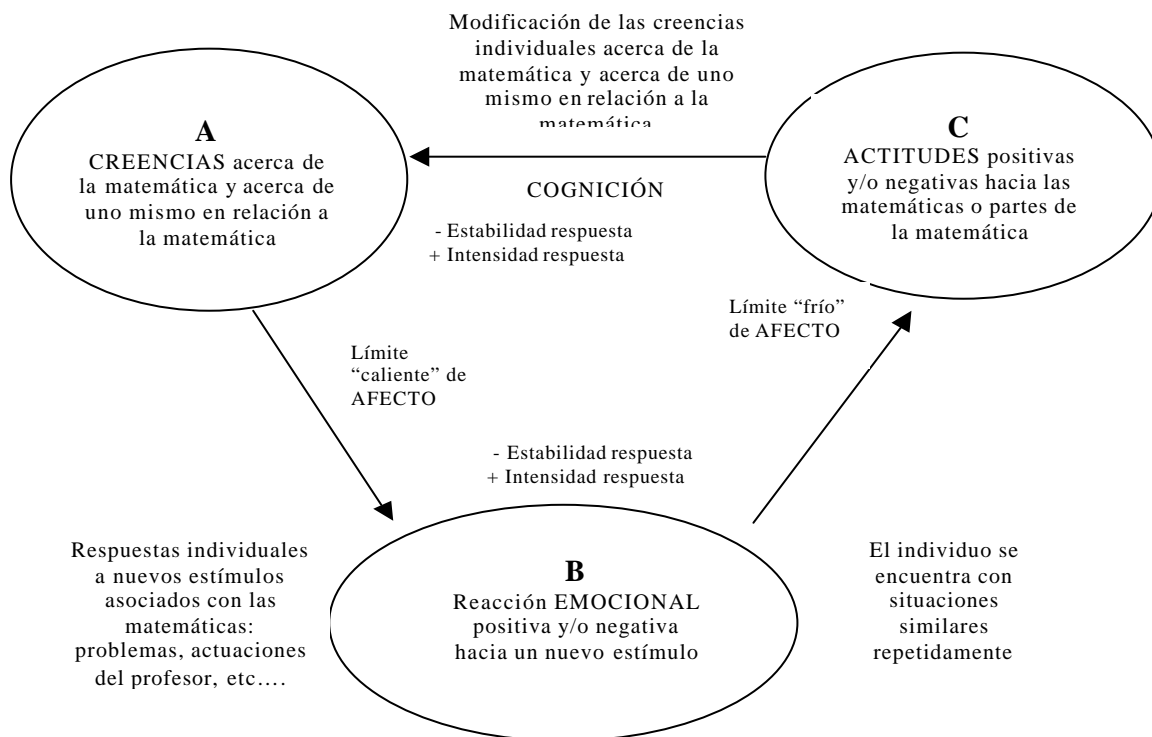 Modificación de las creencias
individuales acerca de la
matemática y acerca de uno
mismo en relación a la
matemática
A
CREENCIAS acerca de
la matemática y acerca de
uno mismo en relación a
la matemática
C
ACTITUDES positivas
y/o negativas hacia las
matemáticas o partes de
la matemática
COGNICIÓN
- Estabilidad respuesta
+ Intensidad respuesta
Límite “frío”
de AFECTO
Límite
“caliente” de
AFECTO
- Estabilidad respuesta
+ Intensidad respuesta
Respuestas individuales
a nuevos estímulos
asociados con las
matemáticas:
problemas, actuaciones
del profesor, etc….
B
Reacción EMOCIONAL
positiva y/o negativa
hacia un nuevo estímulo
El individuo se
encuentra con
situaciones
similares
repetidamente